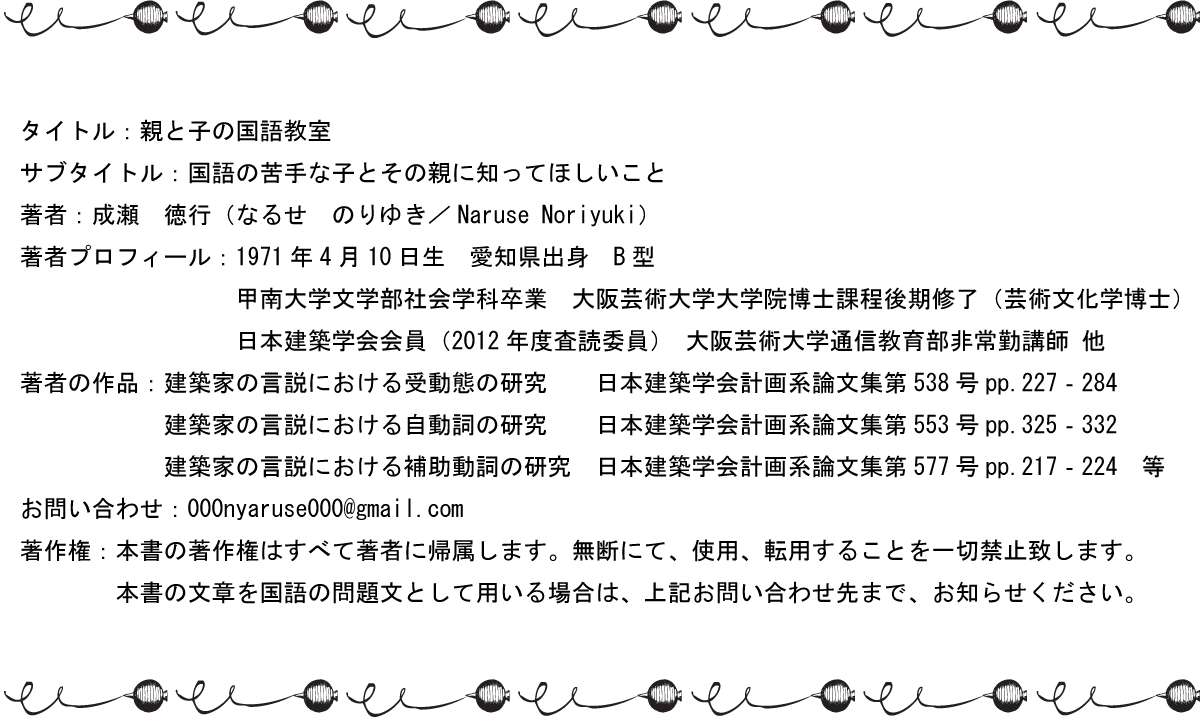 タイトル：親と子の国語教室
サブタイトル：国語の苦手な子とその親に知ってほしいこと
著者：成瀬　徳行（なるせ　のりゆき／Naruse Noriyuki）
著者プロフィール：1971年4月10日生　愛知県出身　B型
甲南大学文学部社会学科卒業　大阪芸術大学大学院博士課程後期修了（芸術文化学博士）
日本建築学会会員（2012年度査読委員）　大阪芸術大学通信教育部非常勤講師 他
著者の作品：建築家の言説における受動態の研究　　日本建築学会計画系論文集第538号pp.227‐284
建築家の言説における自動詞の研究　　日本建築学会計画系論文集第553号pp.325‐332
建築家の言説における補助動詞の研究　日本建築学会計画系論文集第577号pp.217‐224　等
お問い合わせ：000nyaruse000@gmail.com
著作権：本書の著作権はすべて著者に帰属します。無断にて、使用、転用することを一切禁止致します。
本書の文章を国語の問題文として用いる場合は、上記お問い合わせ先まで、お知らせください。